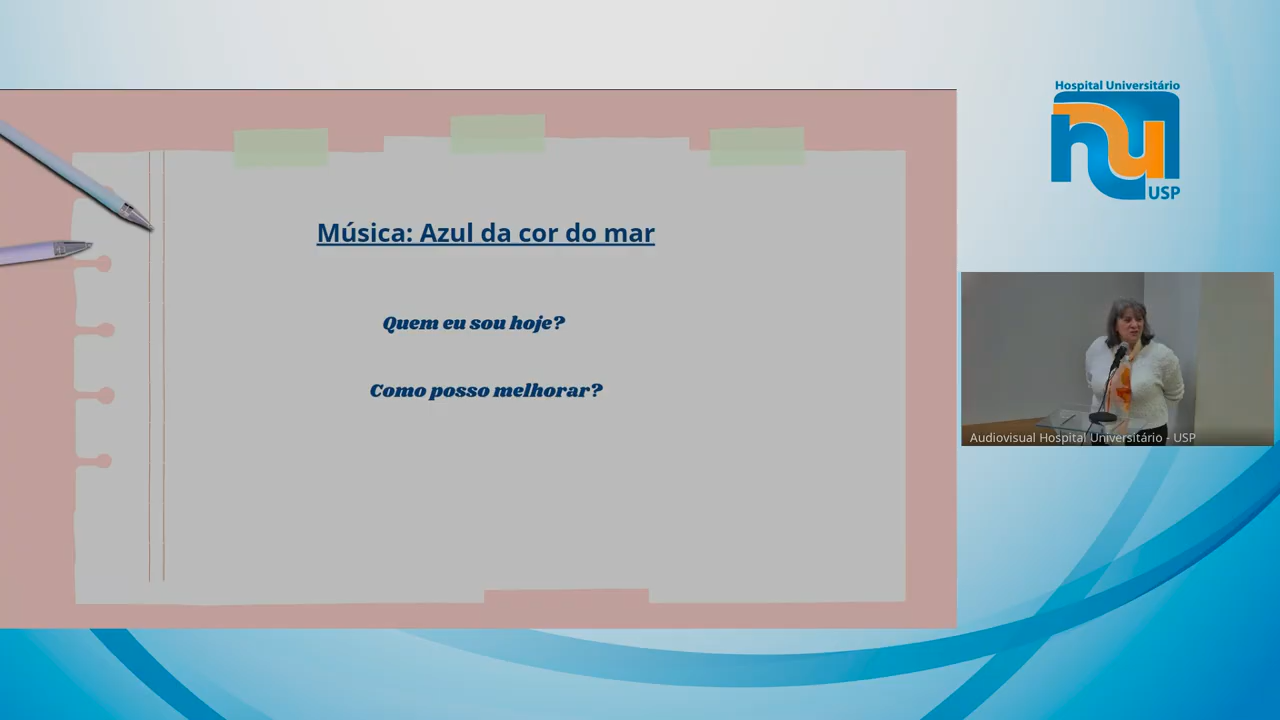 Hospital Universitário
hu
USP
Música: Azul da cor do mar
Quem eu sou hoje?
Como posso melhorar?
Audiovisual Hospital Universitário - USP